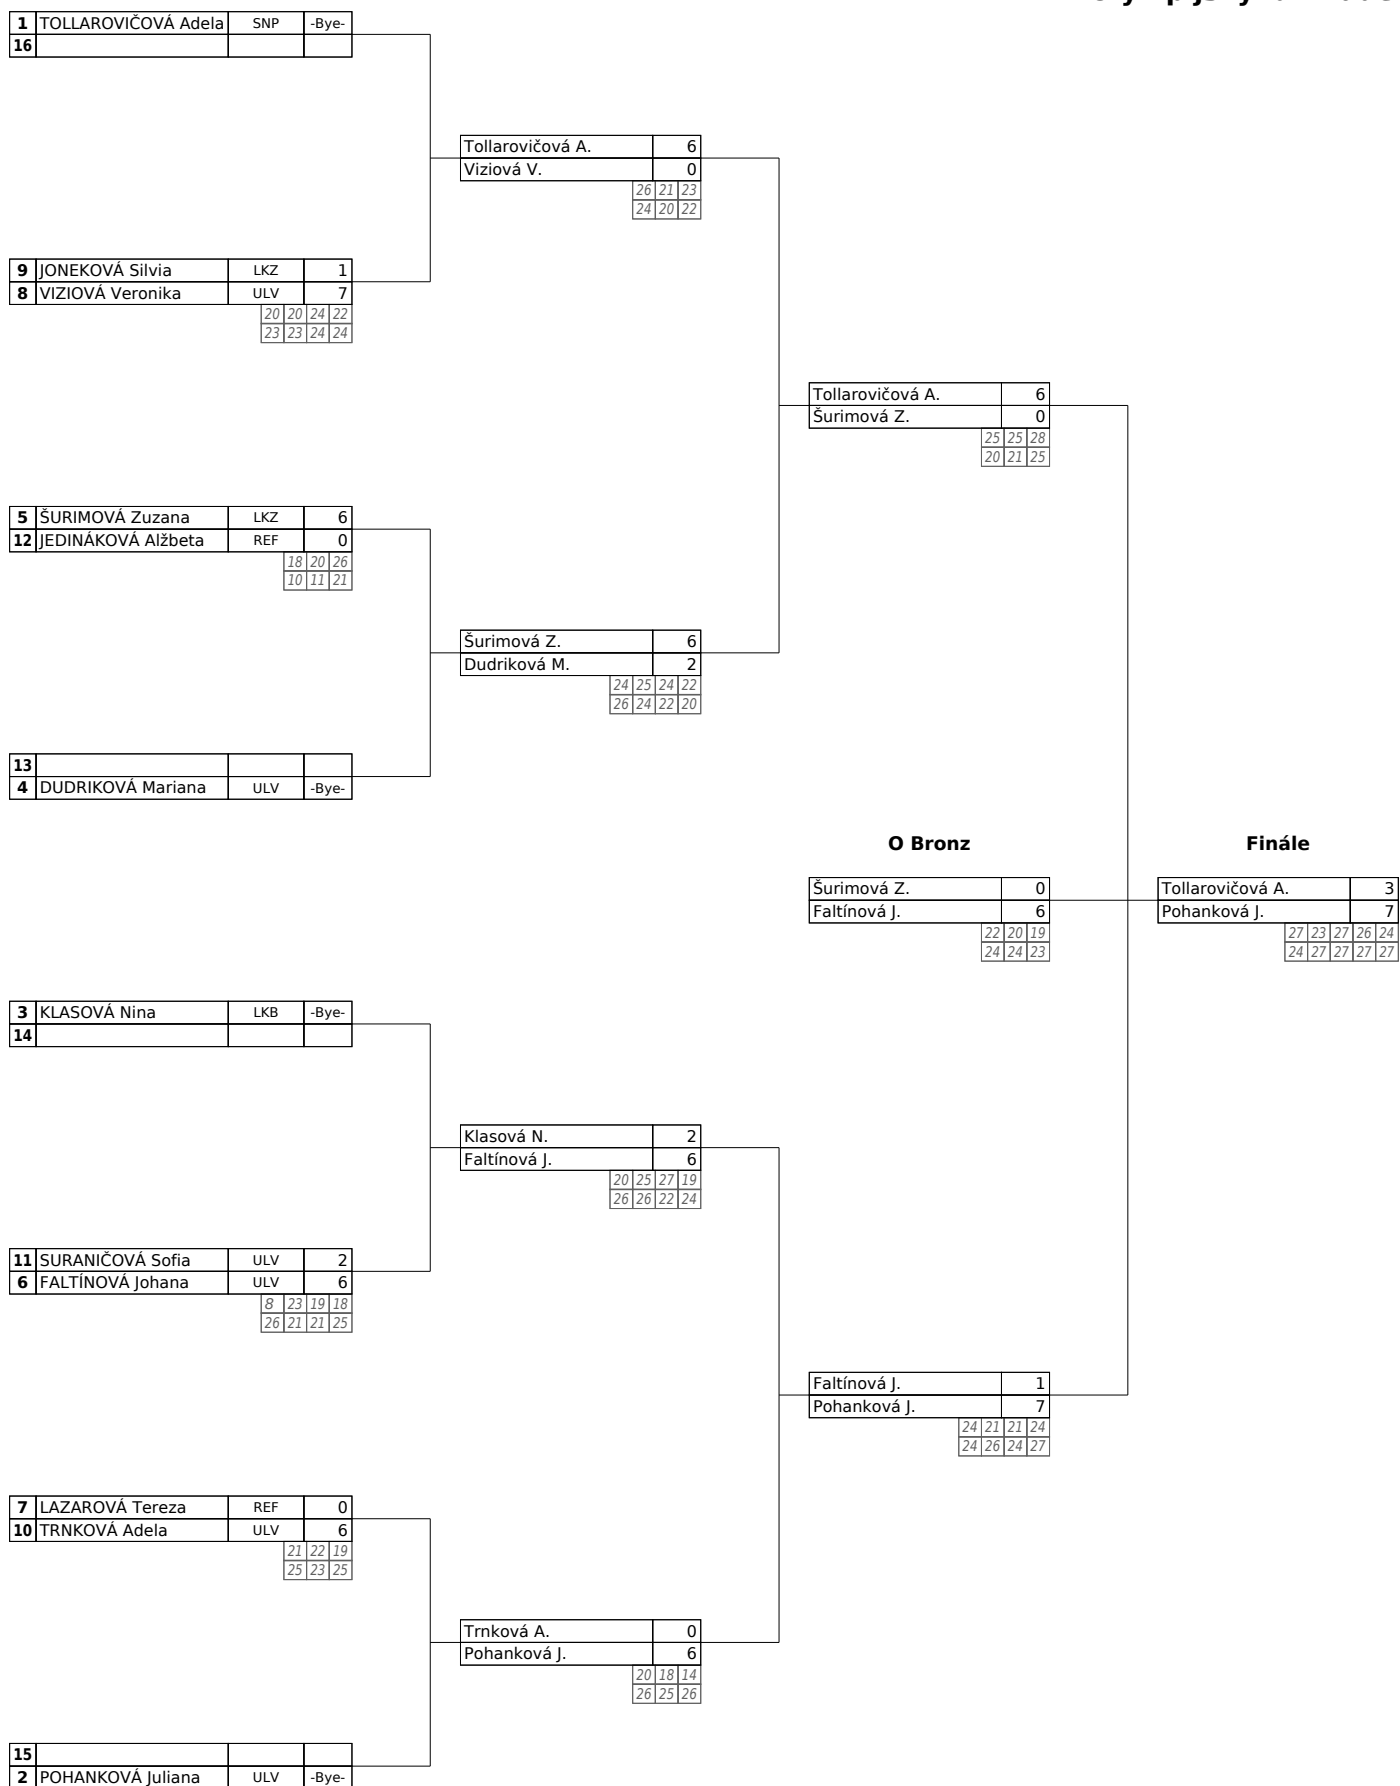 1 TOLLAROVIČOVÁ Adela SNP -Bye-
16
Tollarovičová A. 6
Viziová V. 0
26 21 23
24 20 22
9 JONEKOVÁ Silvia LKZ 1
8 VIZIOVÁ Veronika ULV 7
20 20 24 22
23 23 24 24
Tollarovičová A. 6
Šurimová Z. 0
25 25 28
20 21 25
5 ŠURIMOVÁ Zuzana LKZ 6
12 JEDINÁKOVÁ Alžbeta REF 0
18 20 26
10 11 21
Šurimová Z. 6
Dudriková M. 2
24 25 24 22
26 24 22 20
13
4 DUDRIKOVÁ Mariana ULV -Bye-
O Bronz Finále
Šurimová Z. 0 Tollarovičová A. 3
Faltínová J. 6 Pohanková J. 7
22 20 19 27 23 27 26 24
24 24 23 24 27 27 27 27
3 KLASOVÁ Nina LKB -Bye-
14
Klasová N. 2
Faltínová J. 6
20 25 27 19
26 26 22 24
11 SURANIČOVÁ Sofia ULV 2
6 FALTÍNOVÁ Johana ULV 6
8 23 19 18
26 21 21 25
Faltínová J. 1
Pohanková J. 7
24 21 21 24
24 26 24 27
7 LAZAROVÁ Tereza REF 0
10 TRNKOVÁ Adela ULV 6
21 22 19
25 23 25
Trnková A. 0
Pohanková J. 6
20 18 14
26 25 26
15
2 POHANKOVÁ Juliana ULV -Bye-